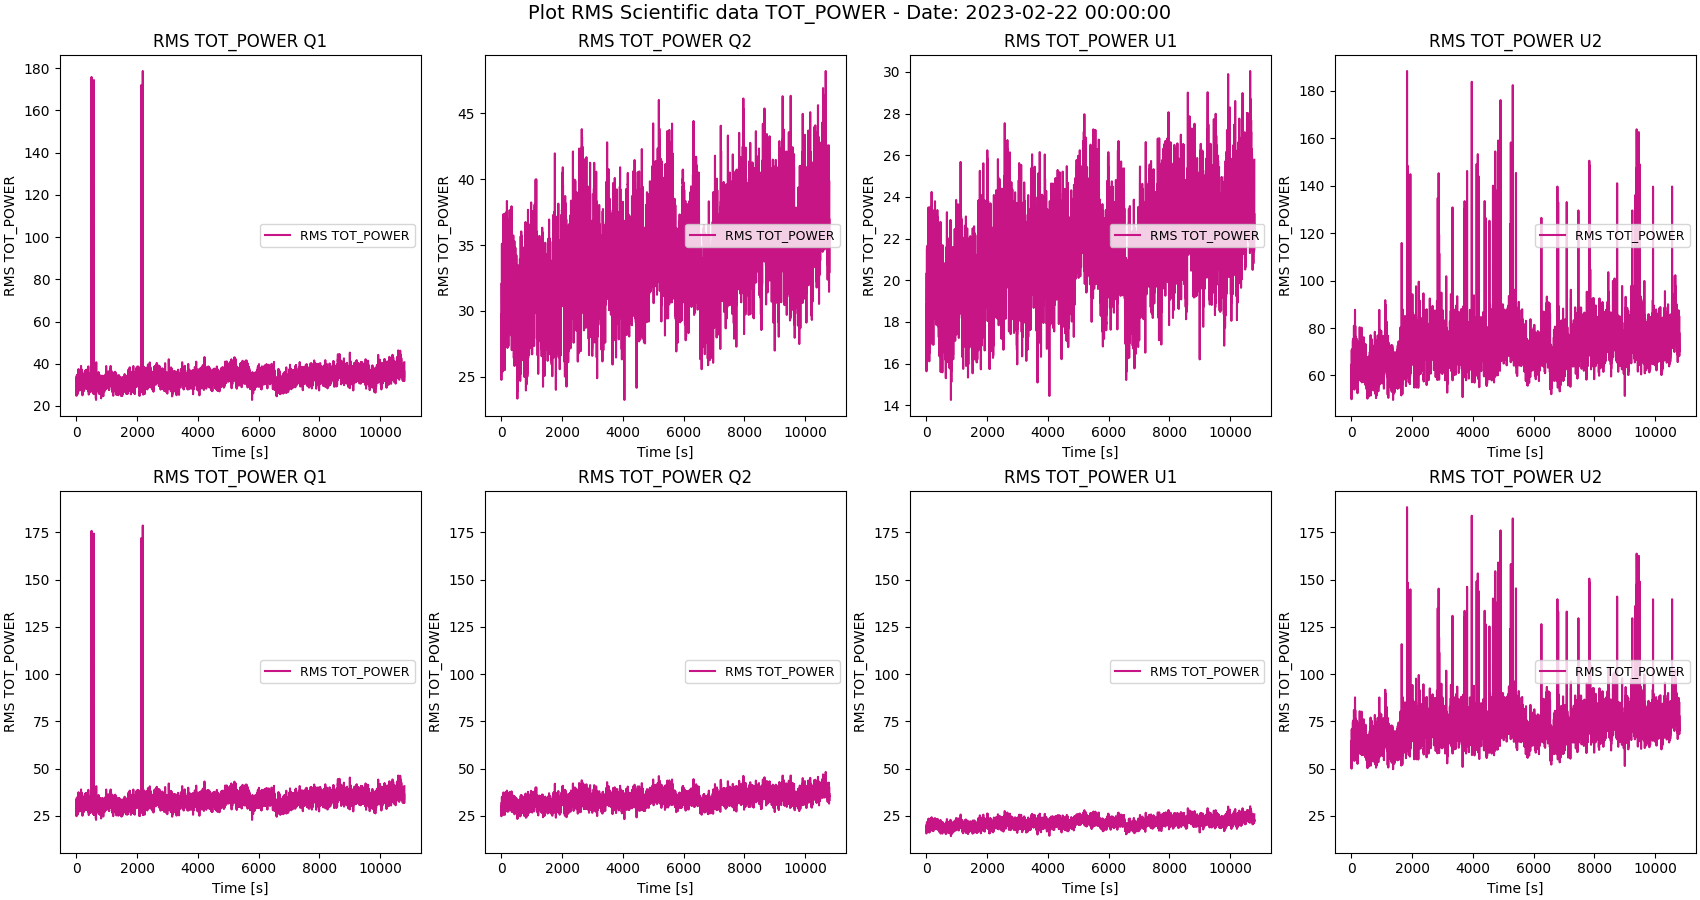 Plot RMS Scientific data TOT_POWER - Date: 2023-02-22 00:00:00
RMS TOT_POWER Q1
RMS TOT_POWER
180
160
140
120
100
80
60
40
20
RMS TOT_POWER
0 2000 4000 6000 8000 10000
Time [s]
RMS TOT_POWER Q2
RMS TOT_POWER
45
40
35
30
25
RMS TOT_POWER
0 2000 4000 6000 8000 10000
Time [s]
RMS TOT_POWER U1
RMS TOT_POWER
30
28
26
24
22
20
18
16
14
RMS TOT_POWER
0 2000 4000 6000 8000 10000
Time [s]
RMS TOT_POWER U2
RMS TOT_POWER
180
160
140
120
100
80
60
RMS TOT_POWER
0 2000 4000 6000 8000 10000
Time [s]
RMS TOT_POWER Q1
RMS TOT_POWER
175
150
125
100
75
50
25
RMS TOT_POWER
0 2000 4000 6000 8000 10000
Time [s]
RMS TOT_POWER Q2
RMS TOT_POWER
175
150
125
100
75
50
25
RMS TOT_POWER
0 2000 4000 6000 8000 10000
Time [s]
RMS TOT_POWER U1
RMS TOT_POWER
175
150
125
100
75
50
25
RMS TOT_POWER
0 2000 4000 6000 8000 10000
Time [s]
RMS TOT_POWER U2
RMS TOT_POWER
175
150
125
100
75
50
25
RMS TOT_POWER
0 2000 4000 6000 8000 10000
Time [s]